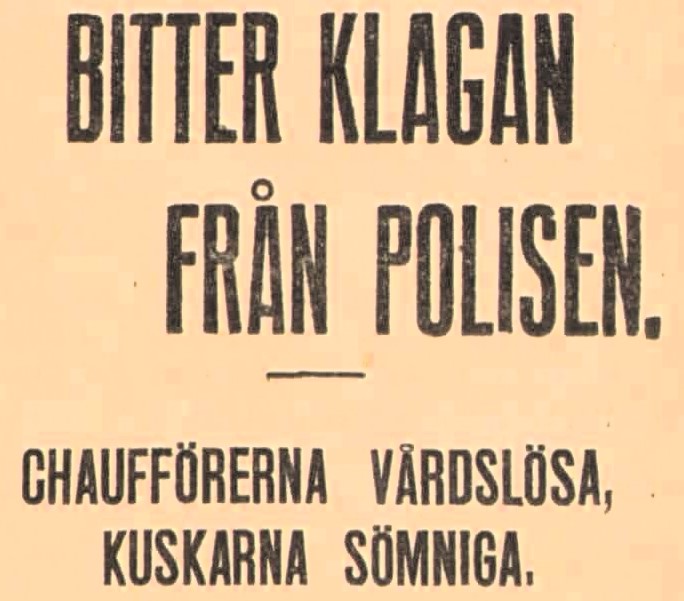 BITTER KLAGAN
FRÅN POLISEN.
CHAUFFÖRERNA VÅRDSLÖSA,
KUSKARNA SÖMNIGA.